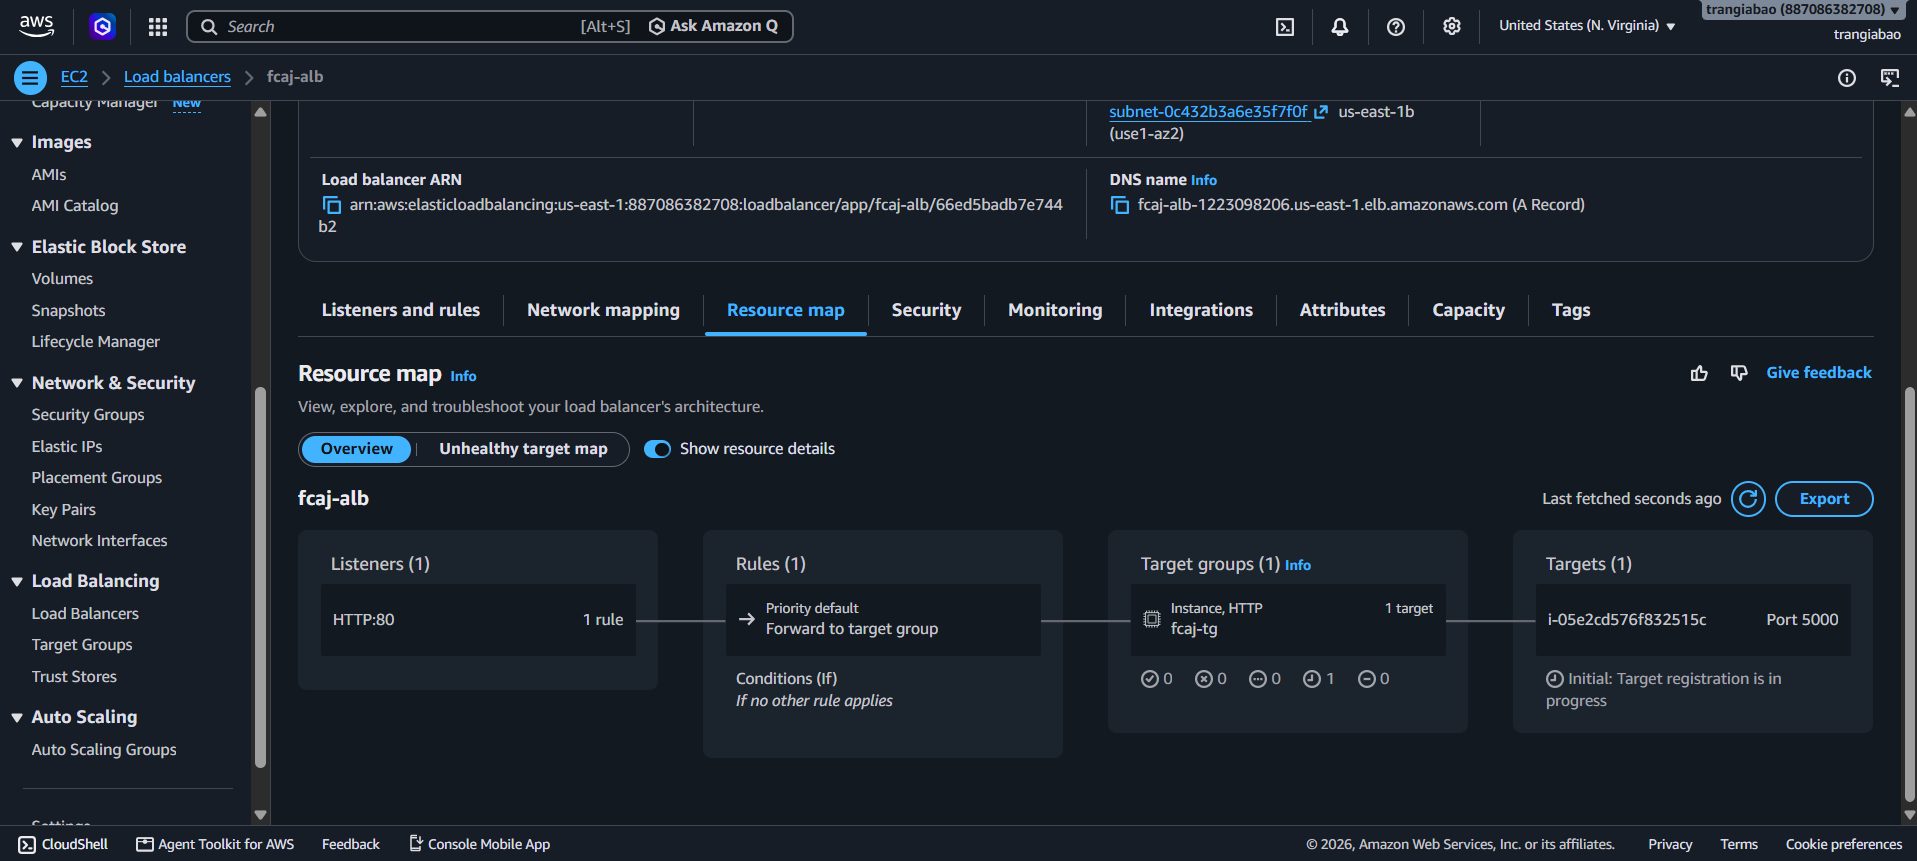 aws
Search [Alt+S] Ask Amazon Q
United States (N. Virginia) ▼
trangiabao (887086382708) ▼
trangiabao
EC2 > Load balancers > fcaj-alb
Capacity Manager New
Images
AMIs
AMI Catalog
Elastic Block Store
Volumes
Snapshots
Lifecycle Manager
Network & Security
Security Groups
Elastic IPs
Placement Groups
Key Pairs
Network Interfaces
Load Balancing
Load Balancers
Target Groups
Trust Stores
Auto Scaling
Auto Scaling Groups
Settings
subnet-0c432b3a6e35f7f0f us-east-1b
(use1-az2)
Load balancer ARN
arn:aws:elasticloadbalancing:us-east-1:887086382708:loadbalancer/app/fcaj-alb/66ed5badb7e744
b2
DNS name Info
fcaj-alb-1223098206.us-east-1.elb.amazonaws.com (A Record)
Listeners and rules
Network mapping
Resource map
Security
Monitoring
Integrations
Attributes
Capacity
Tags
Resource map Info
Give feedback
View, explore, and troubleshoot your load balancer's architecture.
Overview
Unhealthy target map
Show resource details
fcaj-alb
Last fetched seconds ago
Export
Listeners (1)
HTTP:80 1 rule
Rules (1)
Priority default
Forward to target group
Conditions (If)
If no other rule applies
Target groups (1) Info
Instance, HTTP 1 target
fcaj-tg
0 0 0 1 0
Targets (1)
i-05e2cd576f832515c Port 5000
Initial: Target registration is in
progress
CloudShell
Agent Toolkit for AWS
Feedback
Console Mobile App
© 2026, Amazon Web Services, Inc. or its affiliates.
Privacy
Terms
Cookie preferences